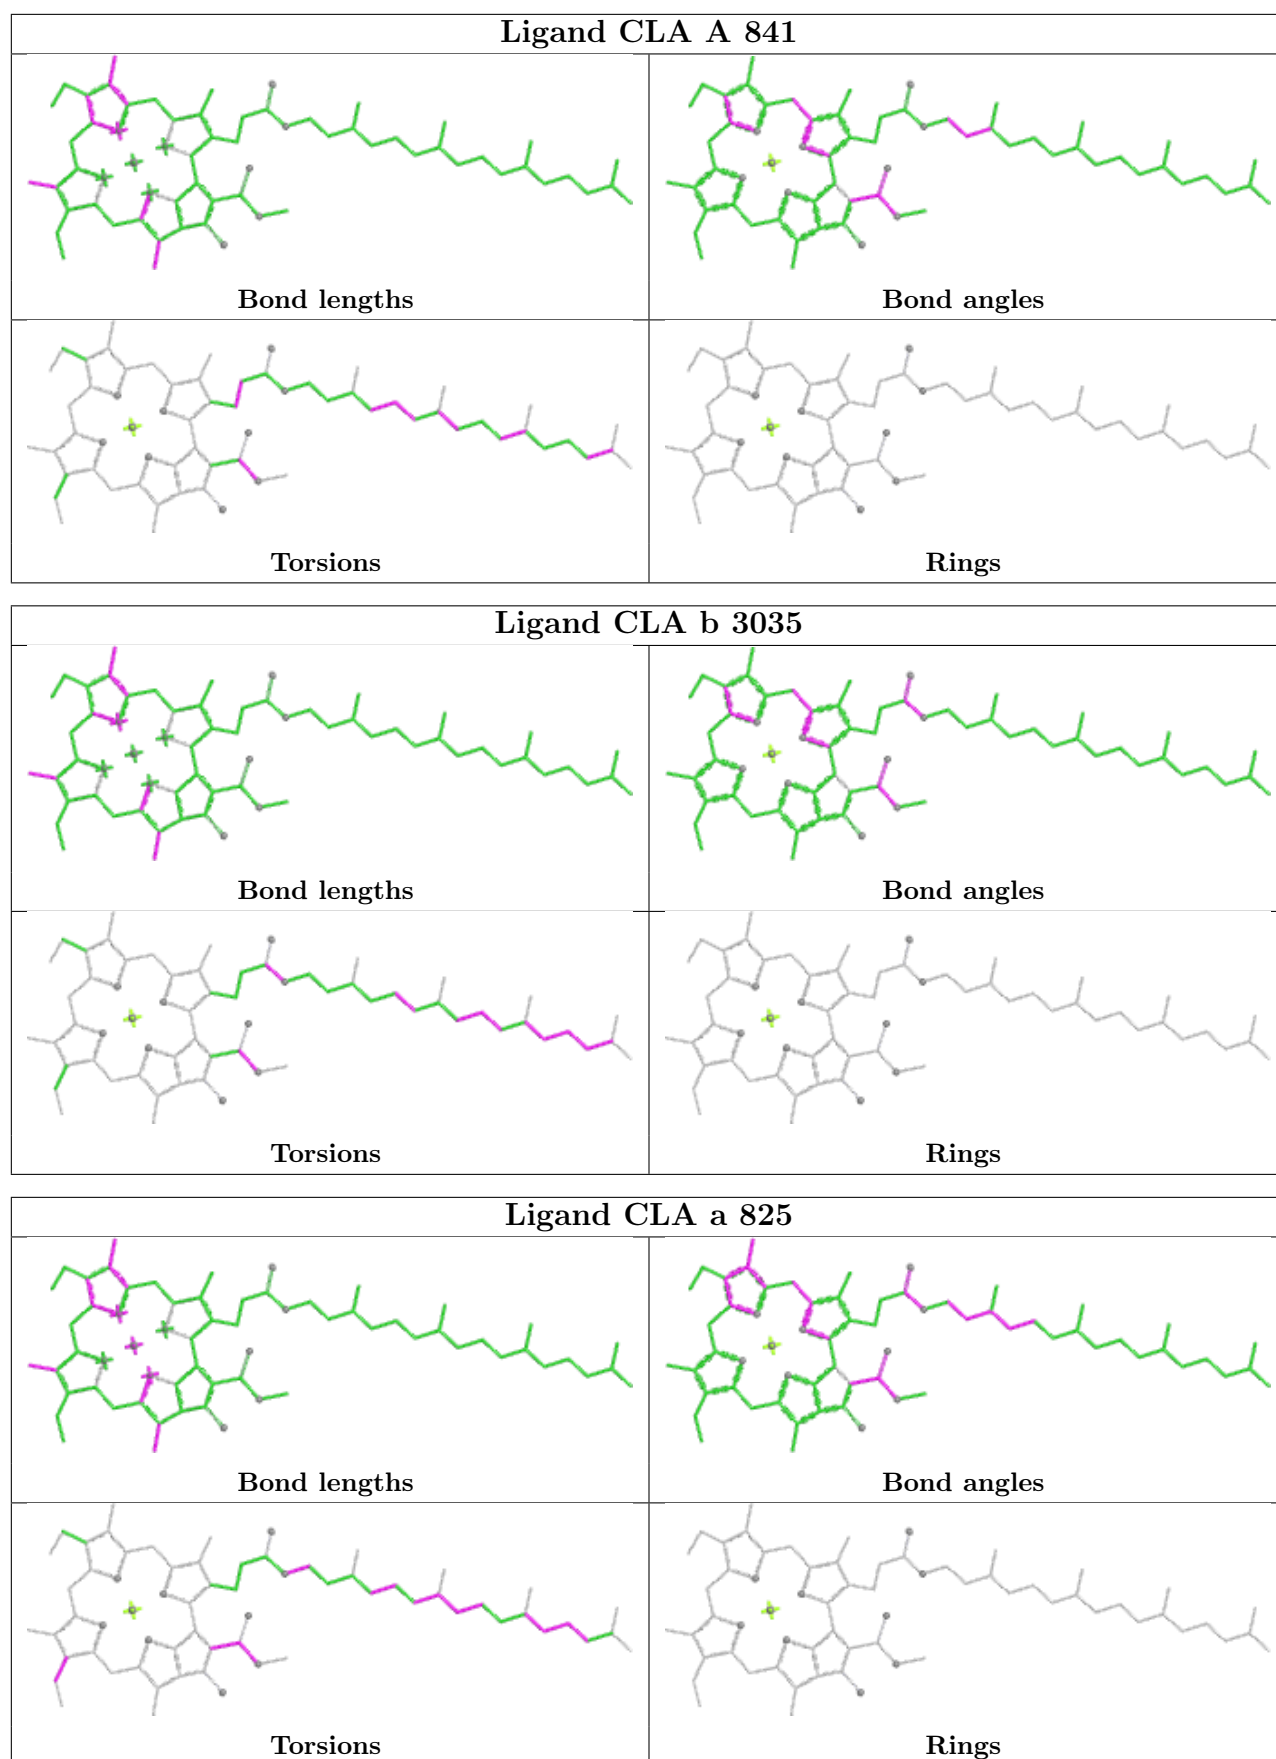 Ligand CLA A 841
Bond lengths
Bond angles
Torsions
Rings
Ligand CLA b 3035
Bond lengths
Bond angles
Torsions
Rings
Ligand CLA a 825
Bond lengths
Bond angles
Torsions
Rings